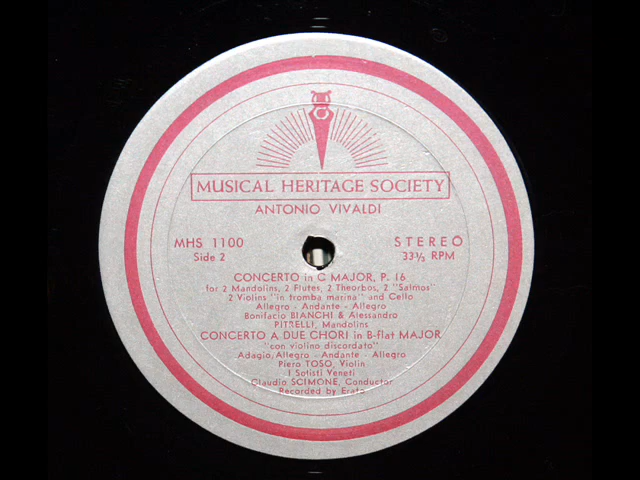 MUSICAL HERITAGE SOCIETY
ANTONIO VIVALDI
MHS 1100
Side 2
STEREO
33⅓ RPM
CONCERTO in C MAJOR, P. 16
for 2 Mandolins, 2 Flutes, 2 Theorbos, 2 "Salmos"
2 Violins "in tromba marina" and Cello
Allegro - Andante - Allegro
Bonifacio BIANCHI & Alessandro
PITRELLI, Mandolins
CONCERTO A DUE CHORI in B-flat MAJOR
"con violino discordato"
Adagio/Allegro - Andante - Allegro
Piero TOSO, Violin
I Solisti Veneti
Claudio SCIMONE, Conductor
Recorded by Erato